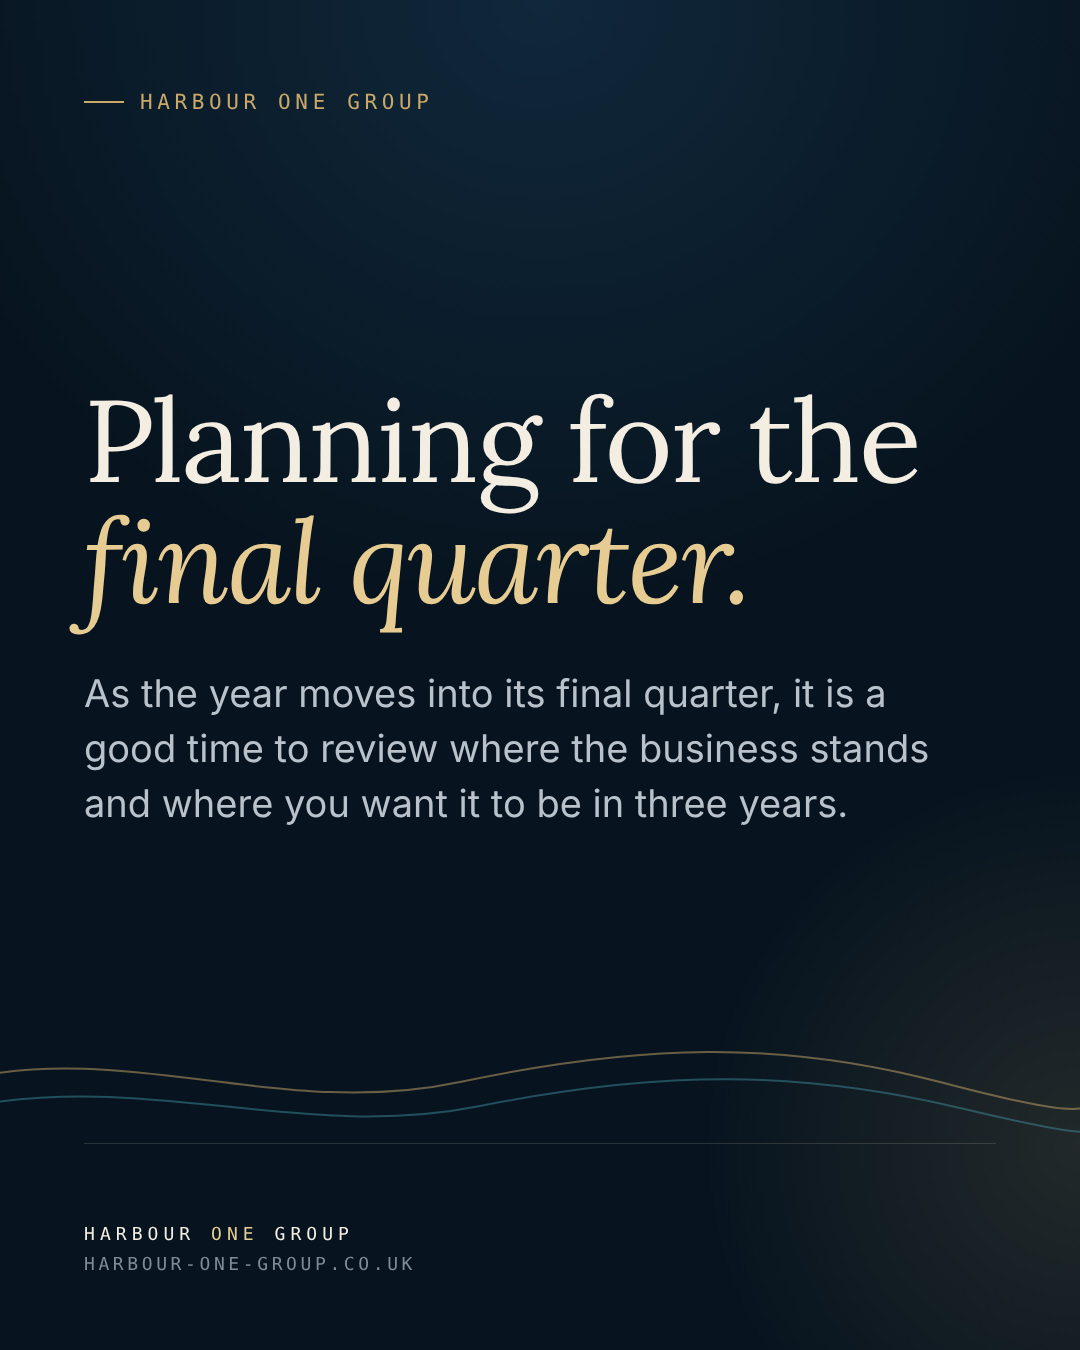 HARBOUR ONE GROUP
Planning for the
final quarter.
As the year moves into its final quarter, it is a
good time to review where the business stands
and where you want it to be in three years.
HARBOUR ONE GROUP
HARBOUR-ONE-GROUP.CO.UK